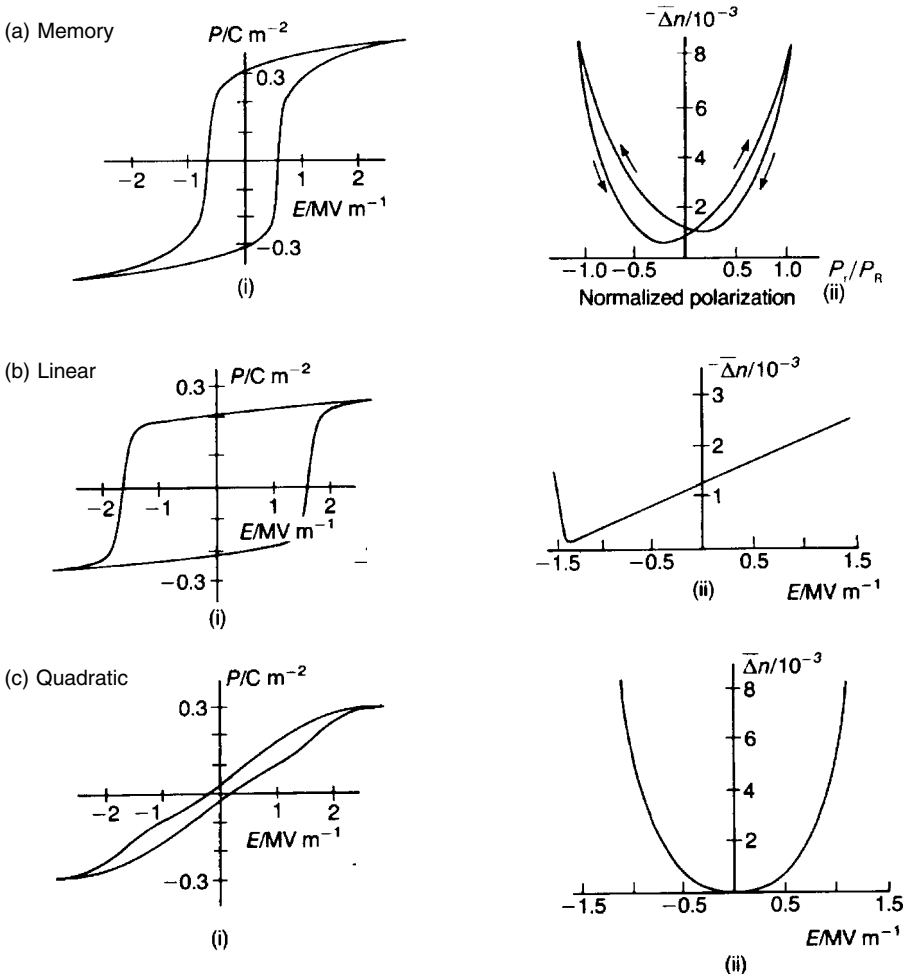 (a) Memory
P/C m⁻²
0.3
−2 −1 1 2
E/MV m⁻¹
−0.3
(i)
−Δ̅n/10⁻³
8
6
4
2
−1.0 −0.5 0.5 1.0 Pᵣ/P_R
Normalized polarization (ii)
(b) Linear
P/C m⁻²
0.3
−2 −1 1 2
E/MV m⁻¹
−0.3
(i)
−Δ̅n/10⁻³
3
2
1
−1.5 −0.5 0.5 1.5
E/MV m⁻¹
(ii)
(c) Quadratic
P/C m⁻²
0.3
−2 −1 1 2
E/MV m⁻¹
−0.3
(i)
Δ̅n/10⁻³
8
6
4
2
−1.5 −0.5 0.5 1.5
E/MV m⁻¹
(ii)